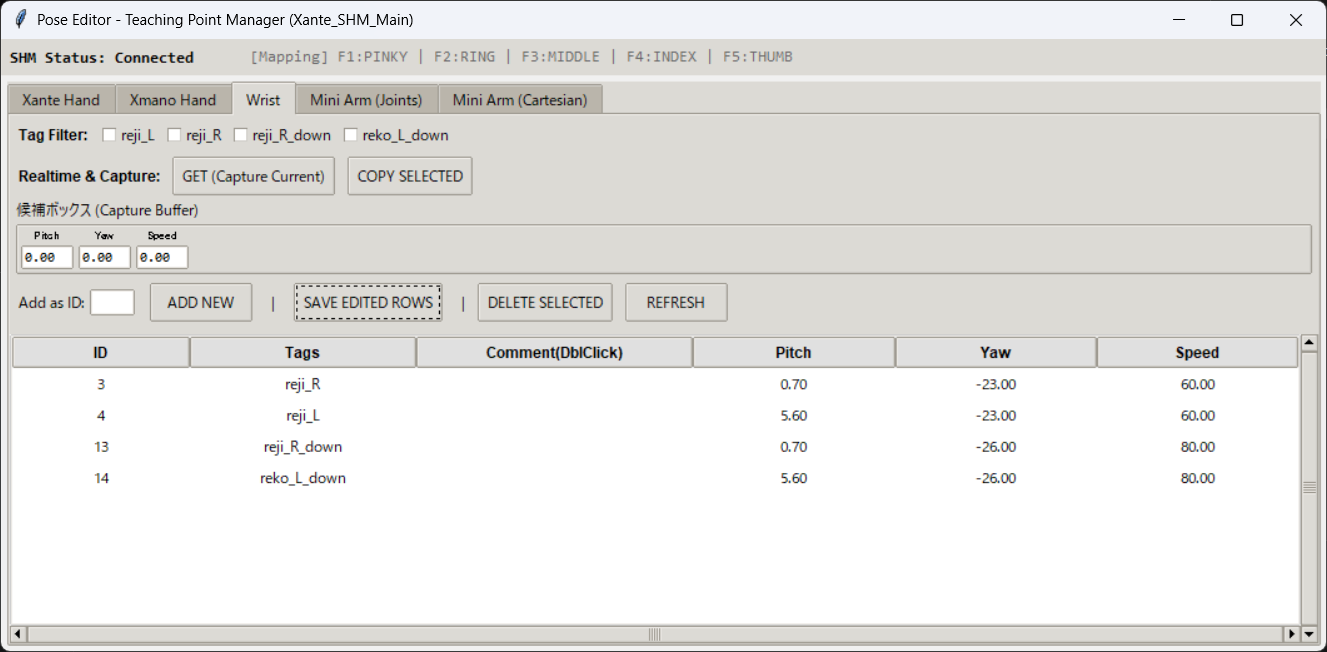 Pose Editor - Teaching Point Manager (Xante_SHM_Main)
SHM Status: Connected [Mapping] F1:PINKY | F2:RING | F3:MIDDLE | F4:INDEX | F5:THUMB
Xante Hand Xmano Hand Wrist Mini Arm (Joints) Mini Arm (Cartesian)
Tag Filter: reji_L reji_R reji_R_down reko_L_down
Realtime & Capture: GET (Capture Current) COPY SELECTED
候補ボックス (Capture Buffer)
Pitch Yaw Speed
0.00 0.00 0.00
Add as ID: ADD NEW | SAVE EDITED ROWS | DELETE SELECTED REFRESH
ID Tags Comment(DblClick) Pitch Yaw Speed
3 reji_R 0.70 -23.00 60.00
4 reji_L 5.60 -23.00 60.00
13 reji_R_down 0.70 -26.00 80.00
14 reko_L_down 5.60 -26.00 80.00